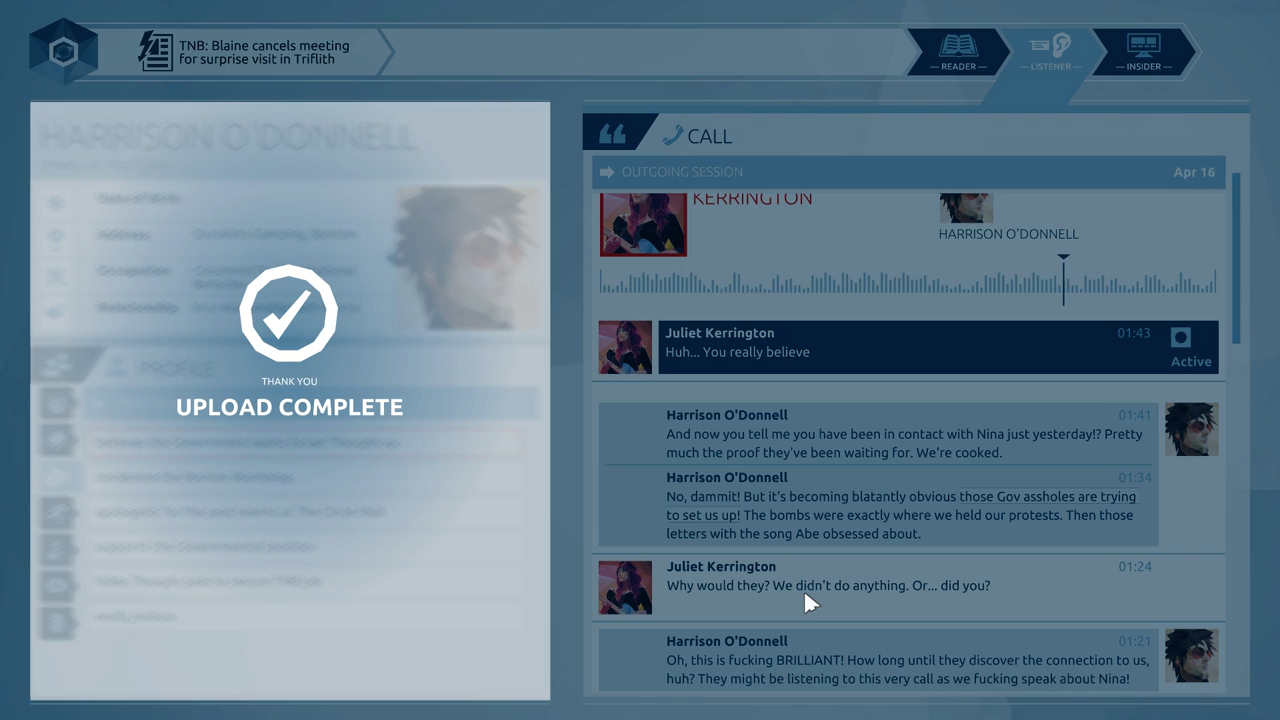 TNB: Blaine cancels meeting
for surprise visit in Triflith
— READER —
— LISTENER —
— INSIDER —
HARRISON O'DONNELL
Date of Birth
Address
Occupation
Relationship
PROFILE
THANK YOU
UPLOAD COMPLETE
CALL
OUTGOING SESSION
Apr 16
KERRINGTON
HARRISON O'DONNELL
Juliet Kerrington
01:43
Huh... You really believe
Active
Harrison O'Donnell
01:41
And now you tell me you have been in contact with Nina just yesterday!? Pretty
much the proof they've been waiting for. We're cooked.
Harrison O'Donnell
01:34
No, dammit! But it's becoming blatantly obvious those Gov assholes are trying
to set us up! The bombs were exactly where we held our protests. Then those
letters with the song Abe obsessed about.
Juliet Kerrington
01:24
Why would they? We didn't do anything. Or... did you?
Harrison O'Donnell
01:21
Oh, this is fucking BRILLIANT! How long until they discover the connection to us,
huh? They might be listening to this very call as we fucking speak about Nina!